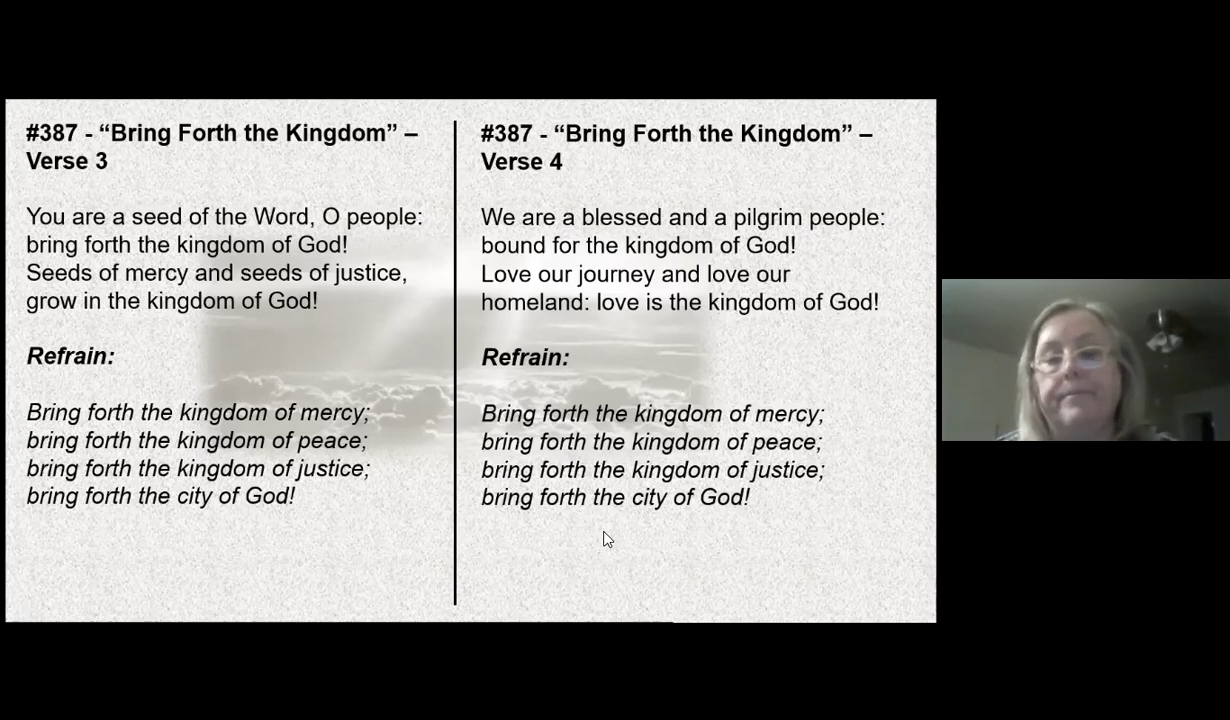 #387 - “Bring Forth the Kingdom” –
Verse 3
You are a seed of the Word, O people:
bring forth the kingdom of God!
Seeds of mercy and seeds of justice,
grow in the kingdom of God!
Refrain:
Bring forth the kingdom of mercy;
bring forth the kingdom of peace;
bring forth the kingdom of justice;
bring forth the city of God!
#387 - “Bring Forth the Kingdom” –
Verse 4
We are a blessed and a pilgrim people:
bound for the kingdom of God!
Love our journey and love our
homeland: love is the kingdom of God!
Refrain:
Bring forth the kingdom of mercy;
bring forth the kingdom of peace;
bring forth the kingdom of justice;
bring forth the city of God!